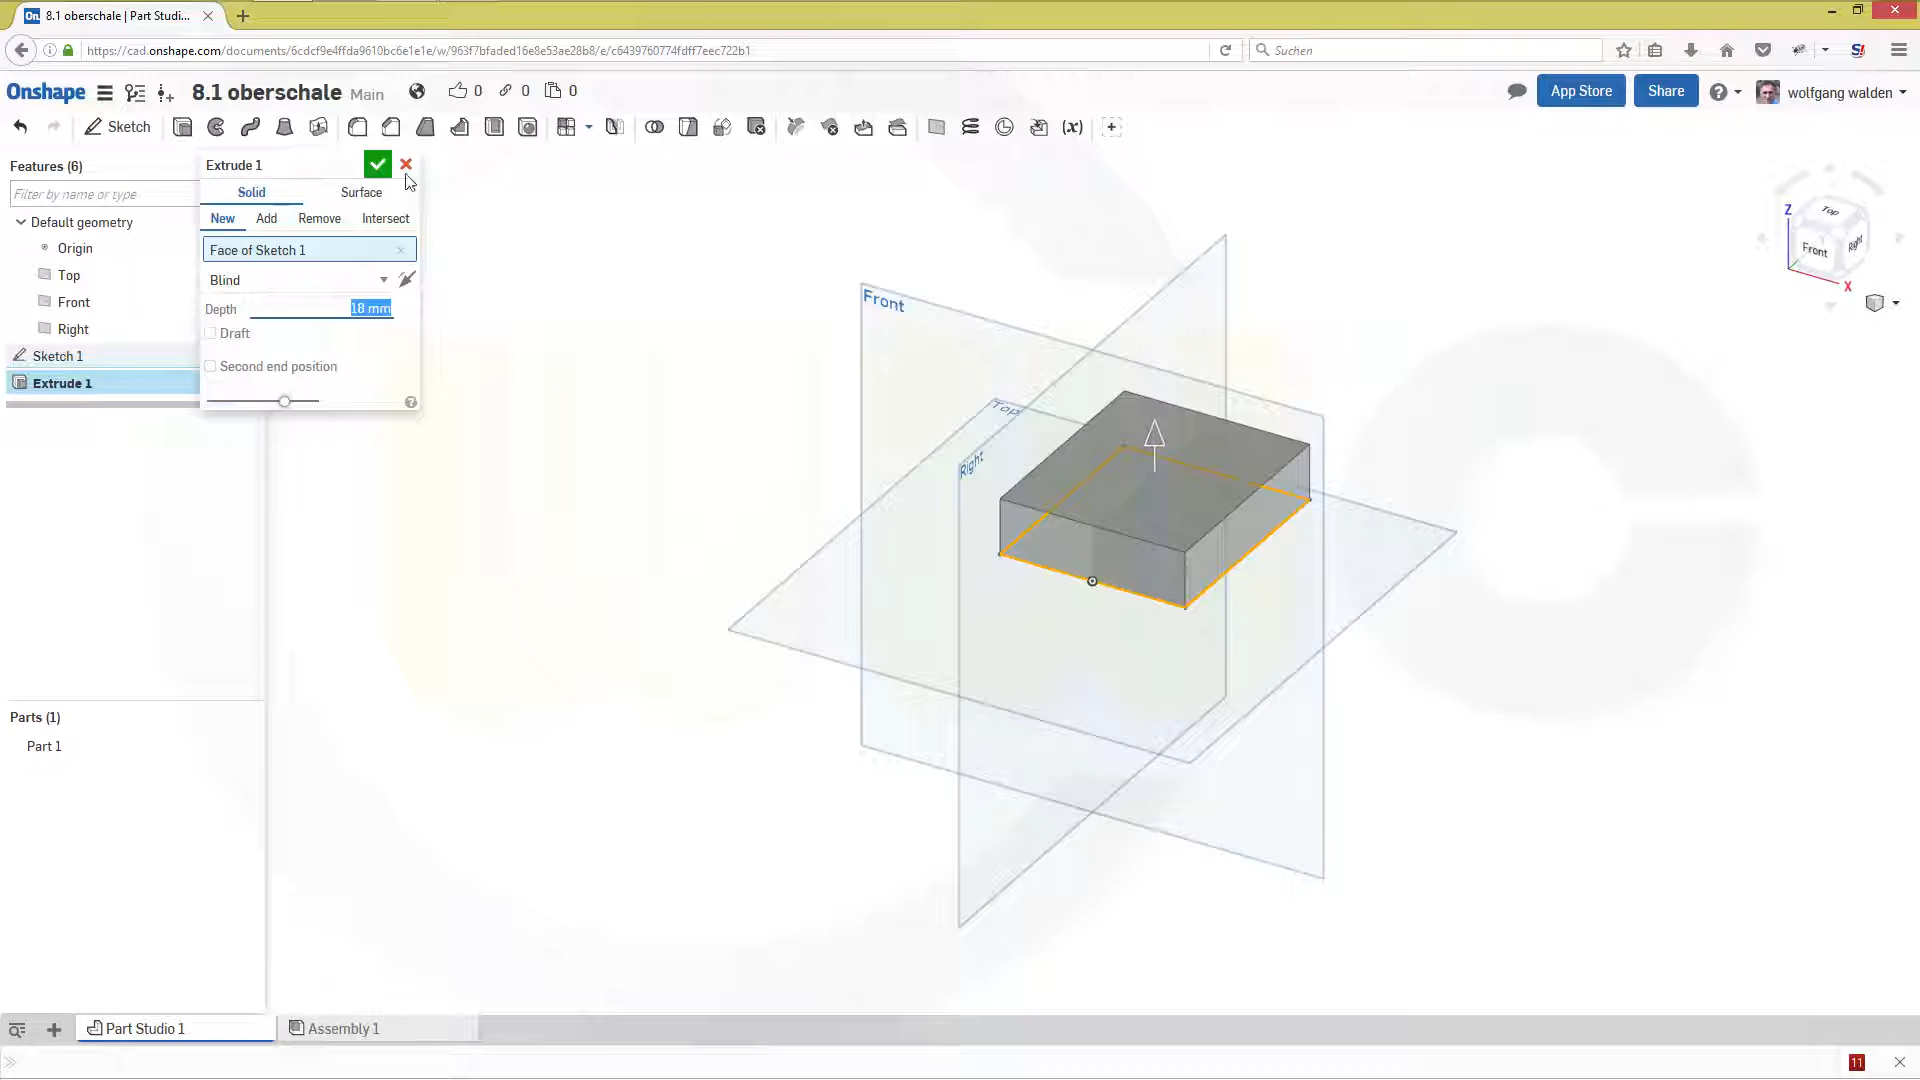 On 8.1 oberschale | Part Studi...
https://cad.onshape.com/documents/6cdcf9e4ffda9610bc6e1e1e/w/963f7bfaded16e8e53ae28b8/e/c6439760774fdff7eec722b1
Suchen
Onshape 8.1 oberschale Main 0 0 0 App Store Share wolfgang walden
Sketch (x)
Features (6)
Filter by name or type
Default geometry
Origin
Top
Front
Right
Sketch 1
Extrude 1
Extrude 1
Solid Surface
New Add Remove Intersect
Face of Sketch 1
Blind
Depth 18 mm
Draft
Second end position
Front
Top
Right
Z Top
Front Right
X
Parts (1)
Part 1
Part Studio 1 Assembly 1
11